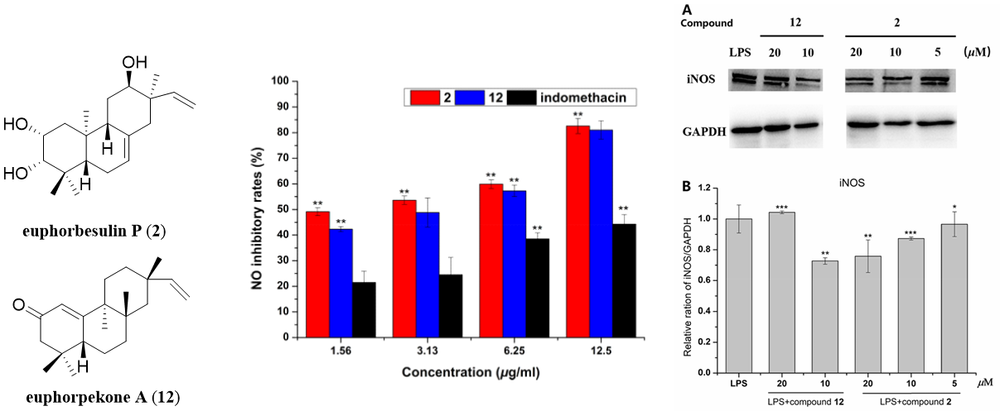 OH
HO
H
HO
H
euphorbesulin P (2)
O
H
euphorpekone A (12)
NO inhibitory rates (%)
100
90
80
70
60
50
40
30
20
10
0
2 12 indomethacin
** ** ** ** ** ** ** **
1.56 3.13 6.25 12.5
Concentration (μg/ml)
A
Compound 12 2
LPS 20 10 20 10 5 (μM)
iNOS
GAPDH
B
iNOS
Relative ration of iNOS/GAPDH
1.2
1.0
0.8
0.6
0.4
0.2
0.0
*** ** ** *** *
LPS 20 10 20 10 5 μM
LPS+compound 12 LPS+compound 2